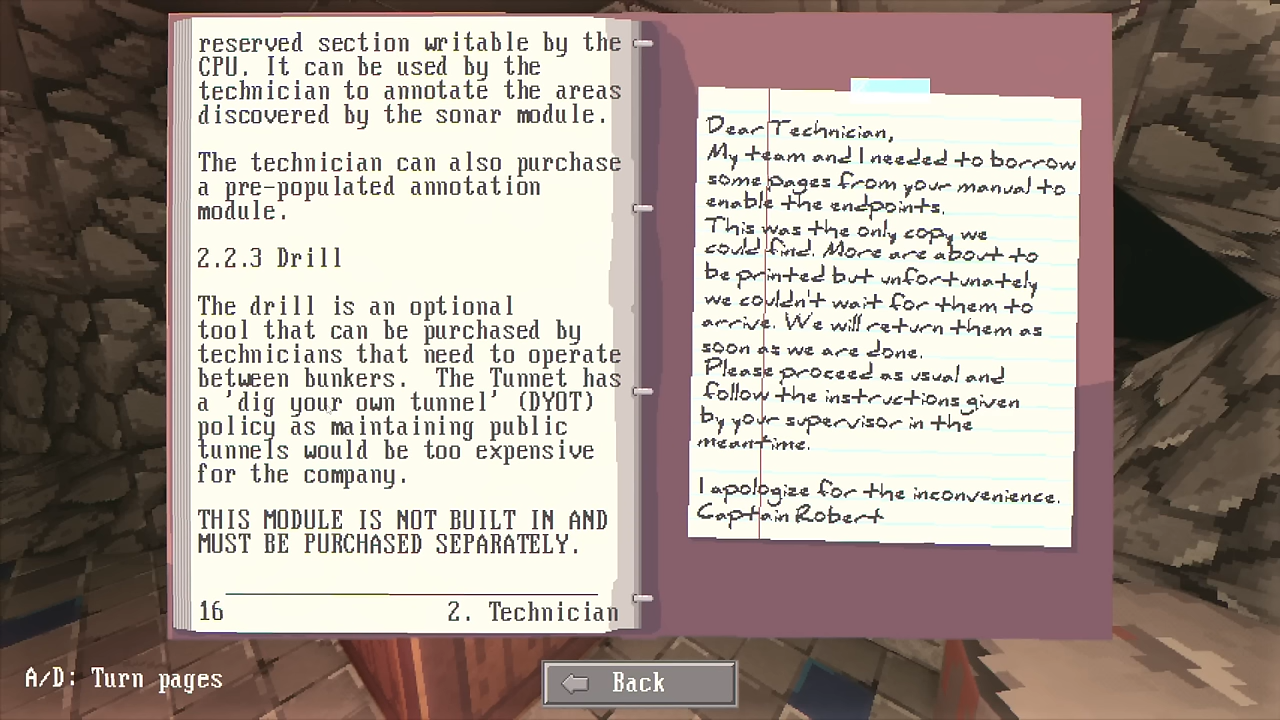 reserved section writable by the
CPU. It can be used by the
technician to annotate the areas
discovered by the sonar module.
The technician can also purchase
a pre-populated annotation
module.
2.2.3 Drill
The drill is an optional
tool that can be purchased by
technicians that need to operate
between bunkers. The Tunnet has
a 'dig your own tunnel' (DYOT)
policy as maintaining public
tunnels would be too expensive
for the company.
THIS MODULE IS NOT BUILT IN AND
MUST BE PURCHASED SEPARATELY.
16 2. Technician
Dear Technician,
My team and I needed to borrow
some pages from your manual to
enable the endpoints.
This was the only copy we
could find. More are about to
be printed but unfortunately
we couldn't wait for them to
arrive. We will return them as
soon as we are done.
Please proceed as usual and
follow the instructions given
by your supervisor in the
meantime.
I apologize for the inconvenience.
Captain Robert
A/D: Turn pages
Back